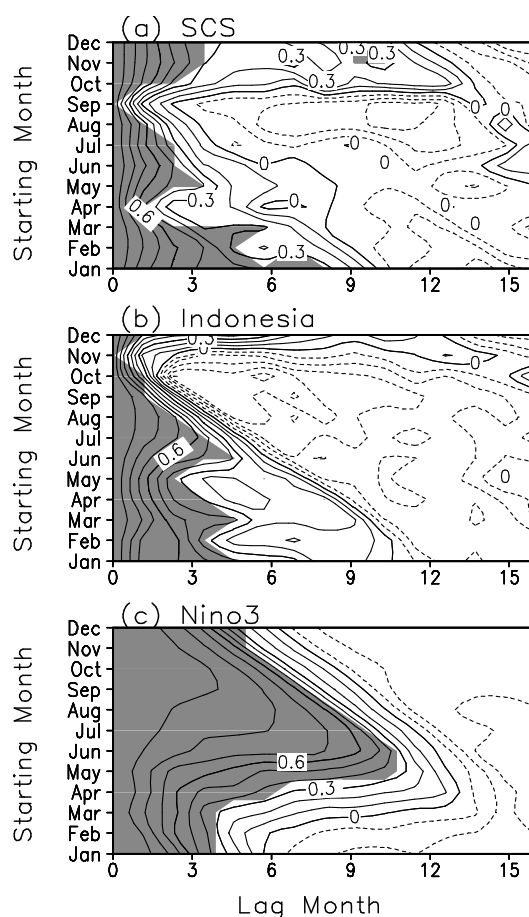 (a) SCS
Starting Month
Dec
Nov
Oct
Sep
Aug
Jul
Jun
May
Apr
Mar
Feb
Jan
0.3
0.3
0.3
0.3
0
0
0
0
0
0
0
0
0.6
0.3
0.3
0 3 6 9 12 15
(b) Indonesia
Starting Month
Dec
Nov
Oct
Sep
Aug
Jul
Jun
May
Apr
Mar
Feb
Jan
0.3
0
0
0.6
0
0 3 6 9 12 15
(c) Nino3
Starting Month
Dec
Nov
Oct
Sep
Aug
Jul
Jun
May
Apr
Mar
Feb
Jan
0.6
0.3
0
0 3 6 9 12 15
Lag Month